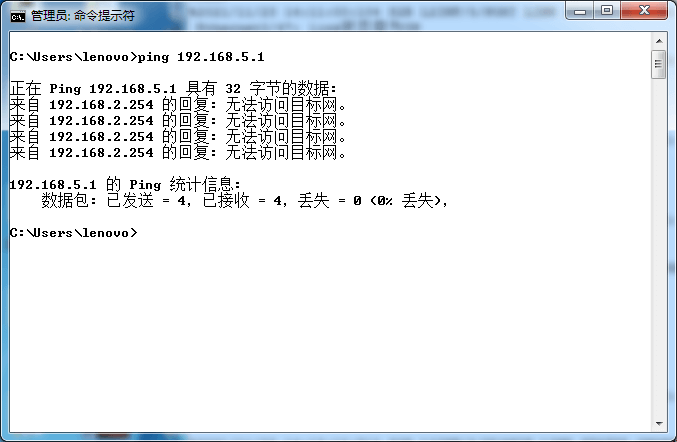 管理员: 命令提示符
C:\Users\lenovo>ping 192.168.5.1
正在 Ping 192.168.5.1 具有 32 字节的数据:
来自 192.168.2.254 的回复: 无法访问目标网。
来自 192.168.2.254 的回复: 无法访问目标网。
来自 192.168.2.254 的回复: 无法访问目标网。
来自 192.168.2.254 的回复: 无法访问目标网。
192.168.5.1 的 Ping 统计信息:
数据包: 已发送 = 4，已接收 = 4，丢失 = 0 (0% 丢失)，
C:\Users\lenovo>